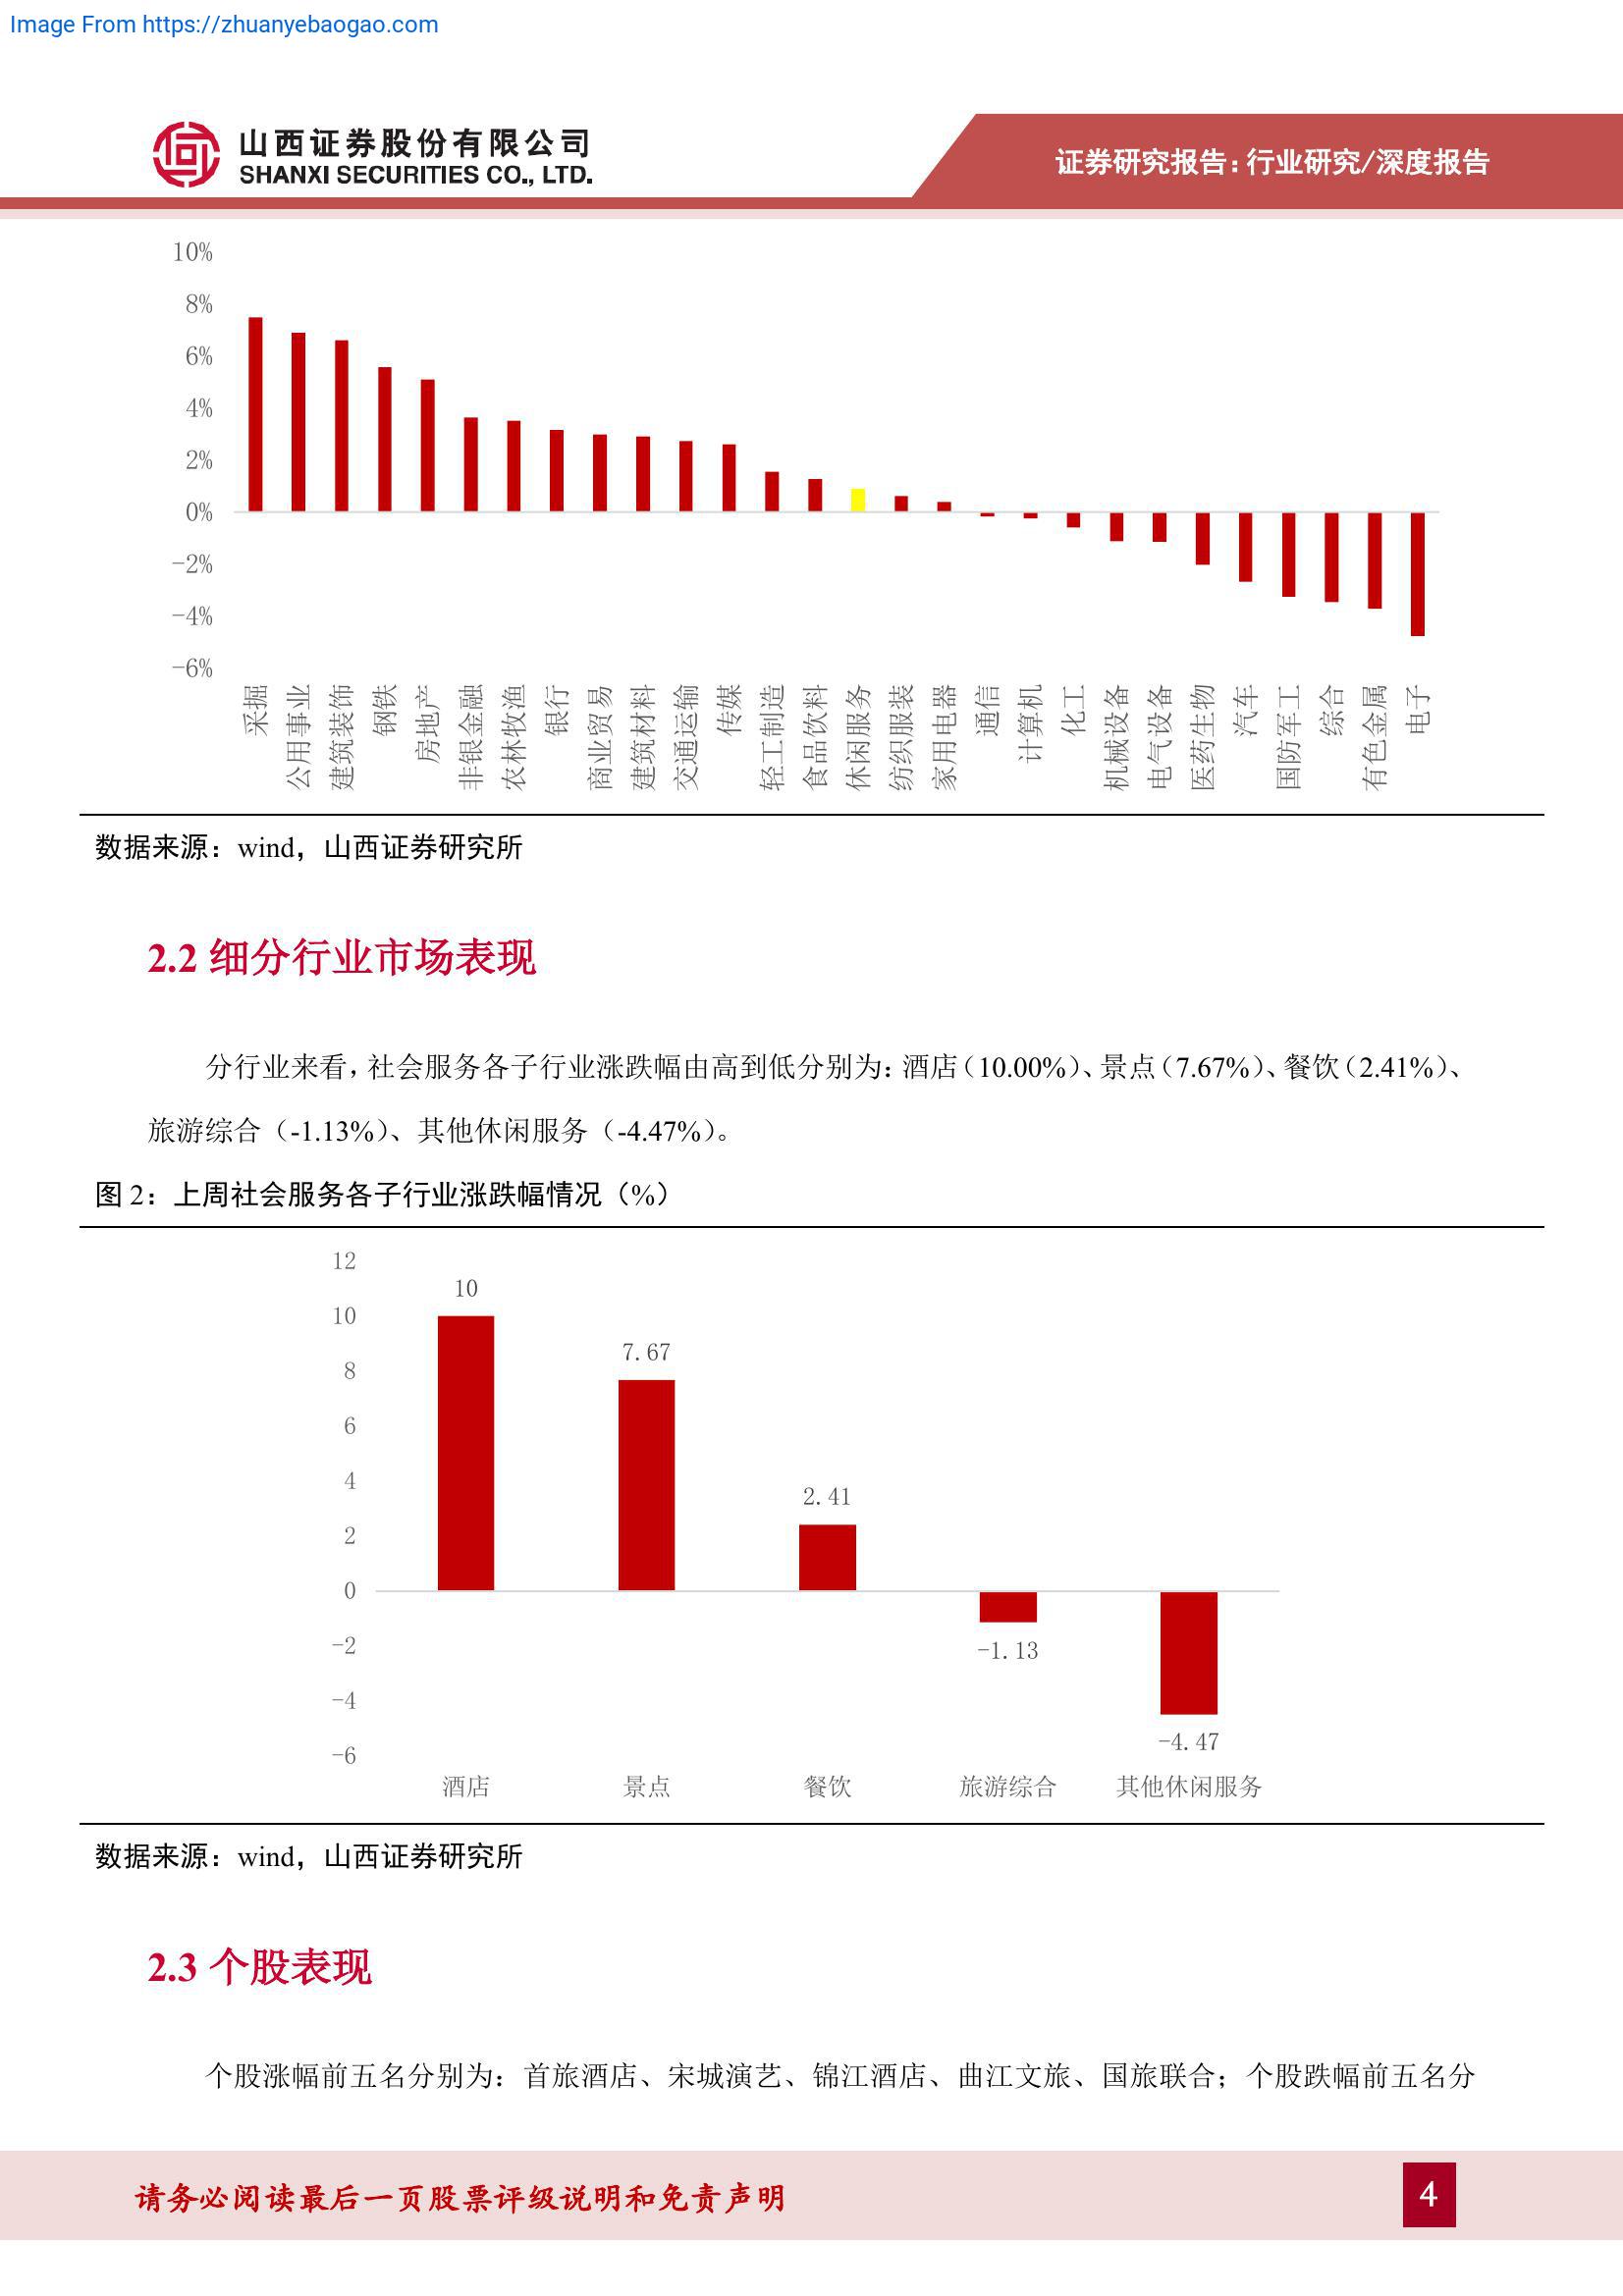 Image From https://zhuanyebaogao.com
山西证券股份有限公司
SHANXI SECURITIES CO., LTD.
证券研究报告：行业研究/深度报告
10%
8%
6%
4%
2%
0%
-2%
-4%
-6%
采掘
公用事业
建筑装饰
钢铁
房地产
非银金融
农林牧渔
银行
商业贸易
建筑材料
交通运输
传媒
轻工制造
食品饮料
休闲服务
纺织服装
家用电器
通信
计算机
化工
机械设备
电气设备
医药生物
汽车
国防军工
综合
有色金属
电子
数据来源：wind，山西证券研究所
2.2 细分行业市场表现
分行业来看，社会服务各子行业涨跌幅由高到低分别为：酒店（10.00%）、景点（7.67%）、餐饮（2.41%）、
旅游综合（-1.13%）、其他休闲服务（-4.47%）。
图 2：上周社会服务各子行业涨跌幅情况（%）
12
10
8
6
4
2
0
-2
-4
-6
10
7.67
2.41
-1.13
-4.47
酒店
景点
餐饮
旅游综合
其他休闲服务
数据来源：wind，山西证券研究所
2.3 个股表现
个股涨幅前五名分别为：首旅酒店、宋城演艺、锦江酒店、曲江文旅、国旅联合；个股跌幅前五名分
请务必阅读最后一页股票评级说明和免责声明
4